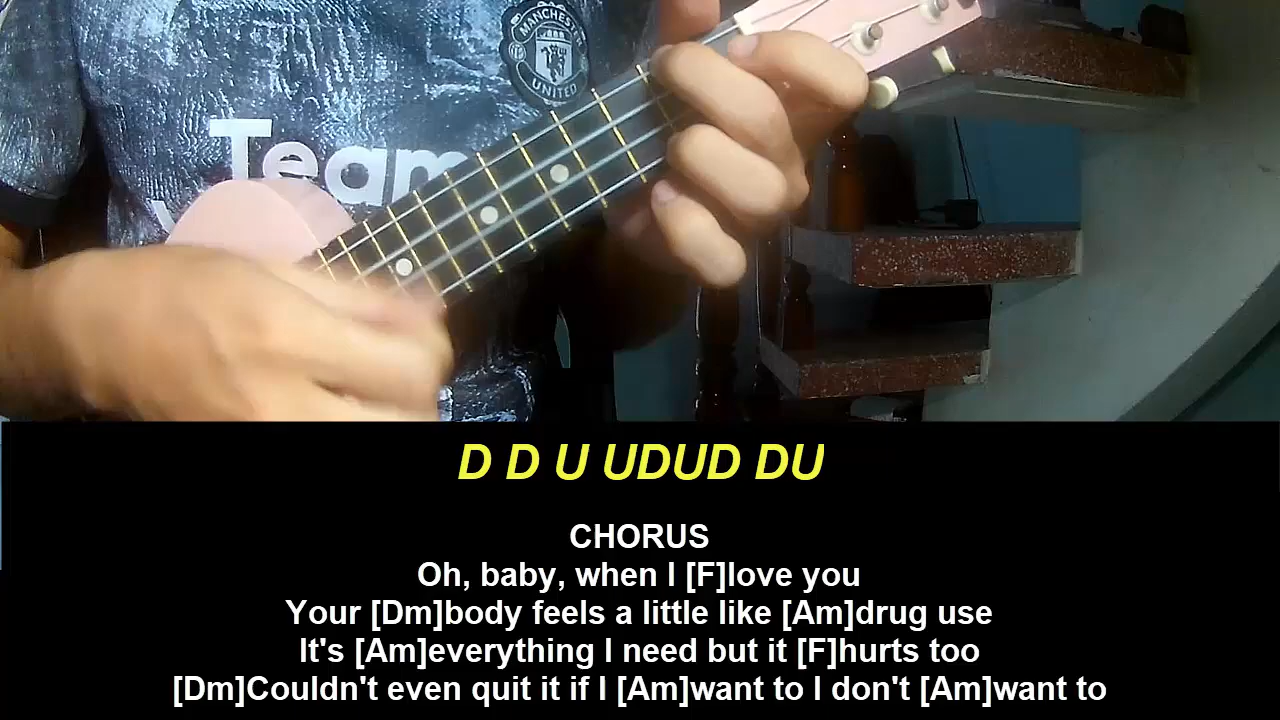 MANCHESTER
UNITED
Team
D D U UDUD DU
CHORUS
Oh, baby, when I [F]love you
Your [Dm]body feels a little like [Am]drug use
It's [Am]everything I need but it [F]hurts too
[Dm]Couldn't even quit it if I [Am]want to I don't [Am]want to